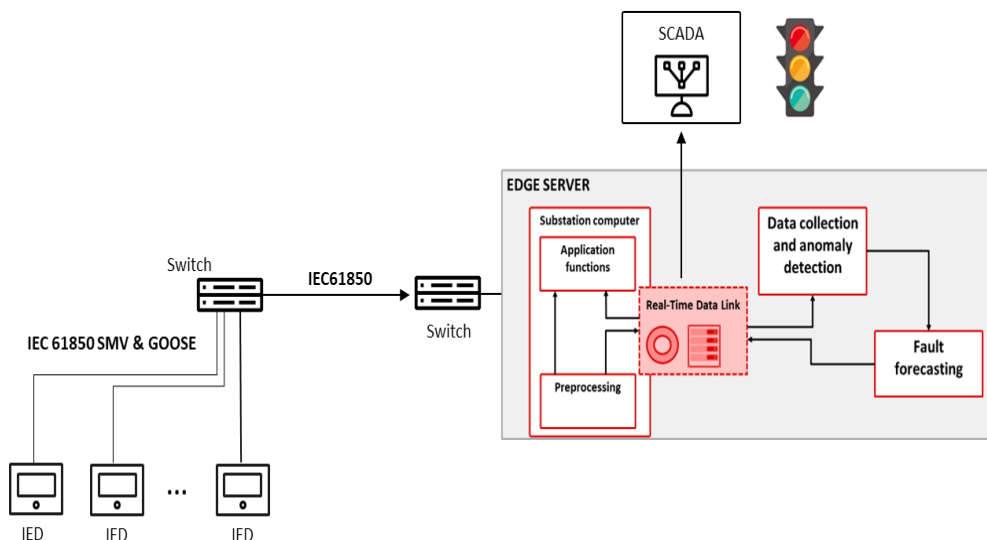 SCADA
EDGE SERVER
Substation computer
Application
functions
Real-Time Data Link
Preprocessing
Data collection
and anomaly
detection
Fault
forecasting
Switch
IEC61850
Switch
IEC 61850 SMV & GOOSE
...
IED
IED
IED